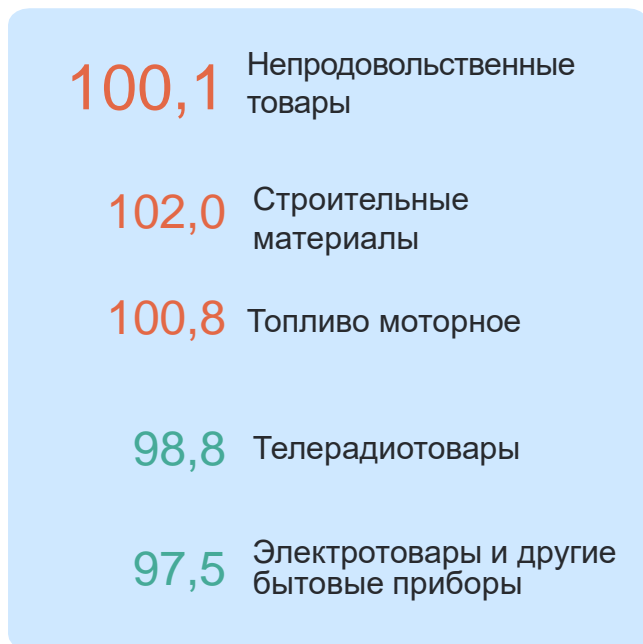 100,1 Непродовольственные
товары
102,0 Строительные
материалы
100,8 Топливо моторное
98,8 Телерадиотовары
97,5 Электротовары и другие
бытовые приборы